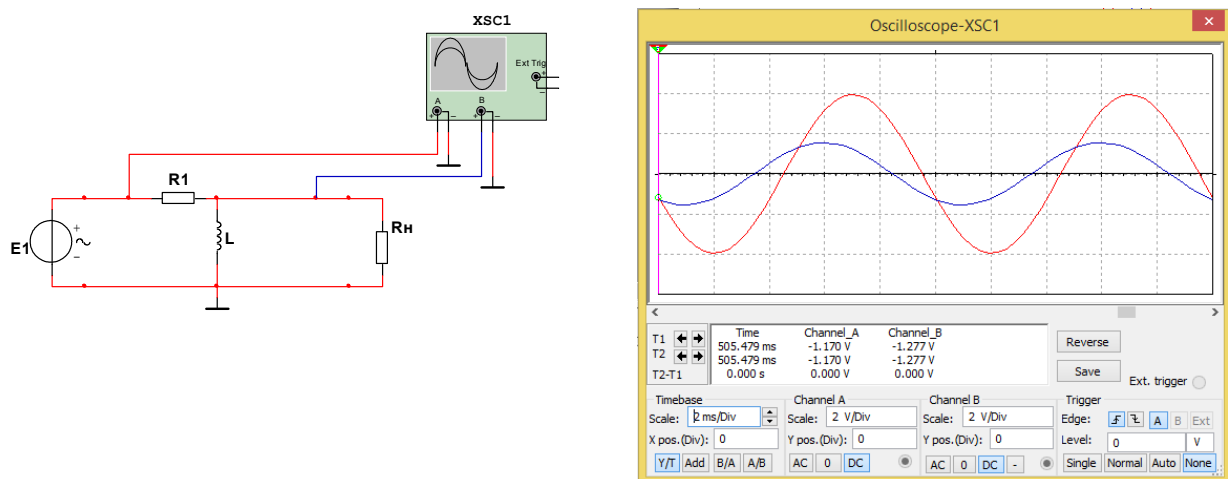 XSC1
Ext Trig
+
−
A
B
+ − + −
R1
E1
+
−
L
RН
Oscilloscope-XSC1
×
T1
T2
T2-T1
Time Channel_A Channel_B
505.479 ms -1.170 V -1.277 V
505.479 ms -1.170 V -1.277 V
0.000 s 0.000 V 0.000 V
Reverse
Save
Ext. trigger
Timebase
Scale: 2 ms/Div
X pos.(Div): 0
Y/T Add B/A A/B
Channel A
Scale: 2 V/Div
Y pos.(Div): 0
AC 0 DC
Channel B
Scale: 2 V/Div
Y pos.(Div): 0
AC 0 DC -
Trigger
Edge: A B Ext
Level: 0 V
Single Normal Auto None